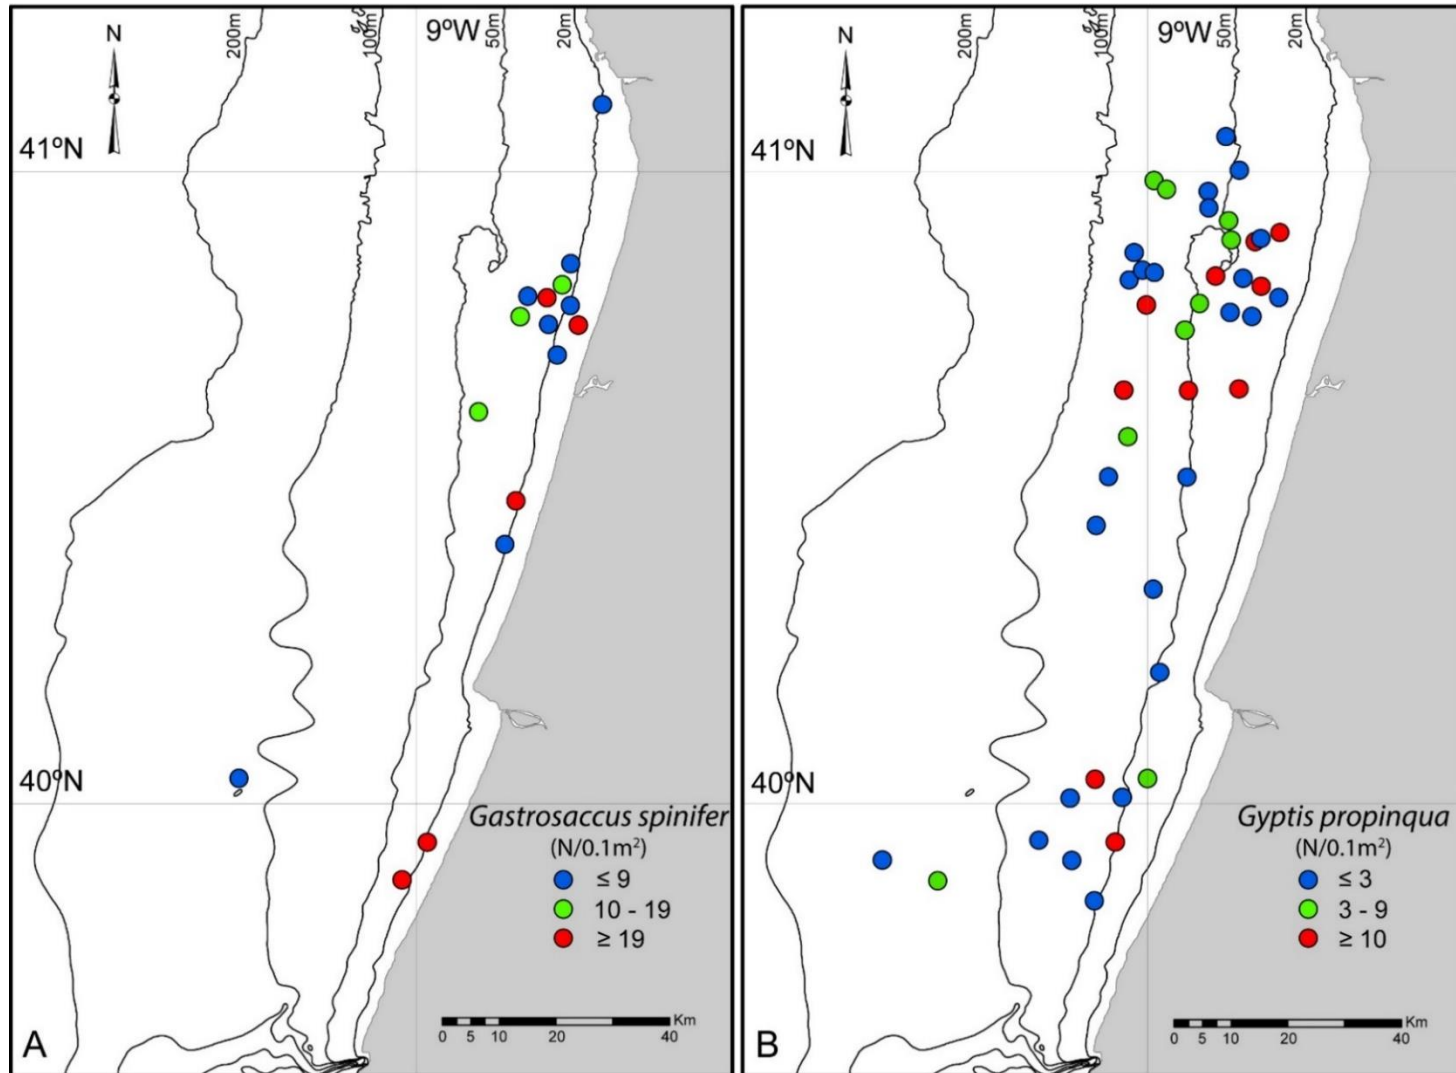 N
200m
100m
9ºW
50m
20m
41ºN
40ºN
Gastrosaccus spinifer
(N/0.1m²)
≤ 9
10 - 19
≥ 19
Km
0 5 10 20 40
A
N
200m
100m
9ºW
50m
20m
41ºN
40ºN
Gyptis propinqua
(N/0.1m²)
≤ 3
3 - 9
≥ 10
Km
0 5 10 20 40
B